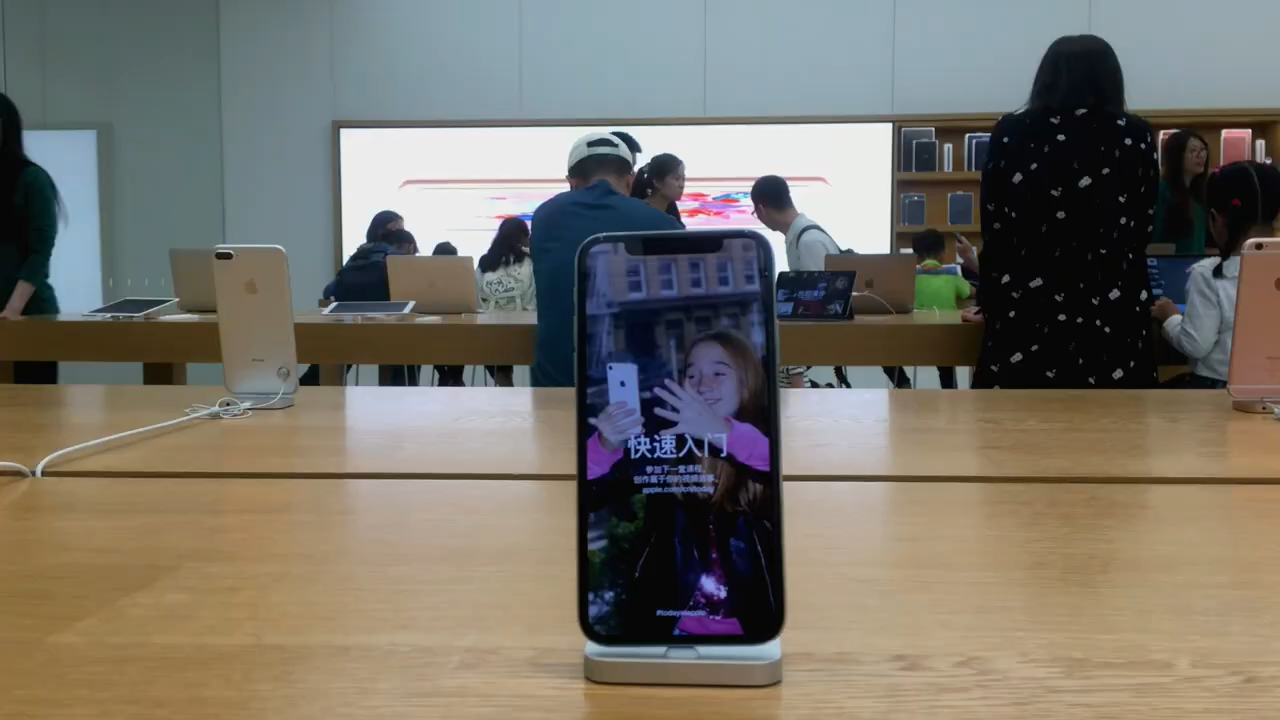 快速入门
参加下一堂课程，
创作属于你的视频故事。
apple.com/cn/today
#todayatapple
iPhone